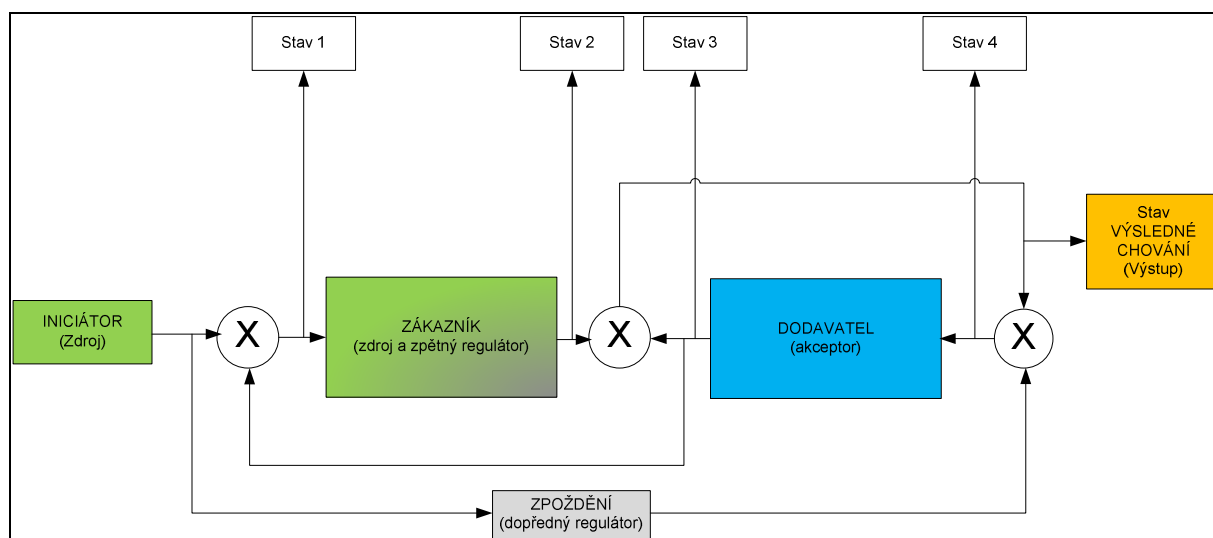 Stav 1
Stav 2
Stav 3
Stav 4
Stav
VÝSLEDNÉ
CHOVÁNÍ
(Výstup)
INICIÁTOR
(Zdroj)
X
ZÁKAZNÍK
(zdroj a zpětný regulátor)
X
DODAVATEL
(akceptor)
X
ZPOŽDĚNÍ
(dopředný regulátor)